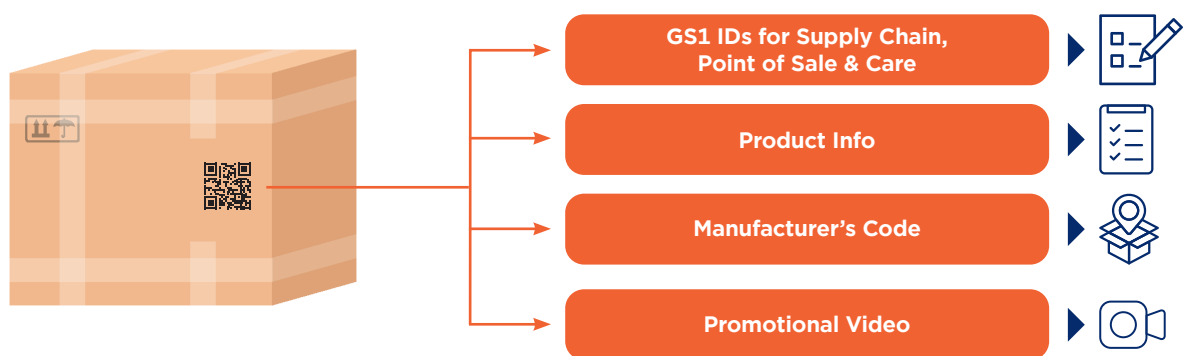 GS1 IDs for Supply Chain,
Point of Sale & Care
Product Info
Manufacturer’s Code
Promotional Video